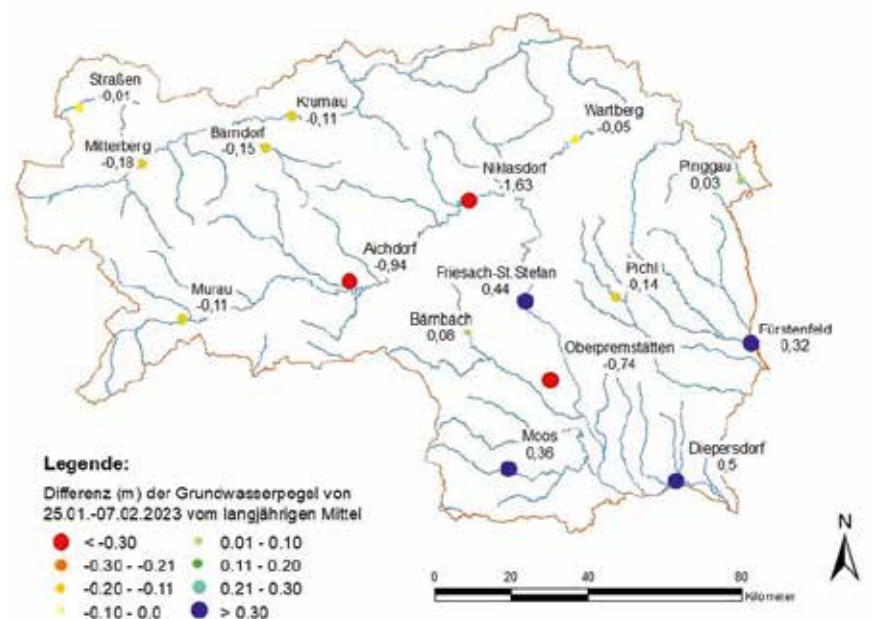 Straßen
-0,01
Krumau
-0,11
Wartberg
-0,05
Mitterberg
-0,18
Bärndorf
-0,15
Niklasdorf
-1,63
Pinggau
0,03
Aichdorf
-0,94
Friesach-St.Stefan
0,44
Pichl
0,14
Murau
-0,11
Bärnbach
0,08
Fürstenfeld
0,32
Oberpremstätten
-0,74
Moos
0,36
Diepersdorf
0,5
Legende:
Differenz (m) der Grundwasserpegel von
25.01.-07.02.2023 vom langjährigen Mittel
< -0.30
0.01 - 0.10
-0.30 - -0.21
0.11 - 0.20
-0.20 - -0.11
0.21 - 0.30
-0.10 - 0.0
> 0.30
N
0 20 40 80
Kilometer